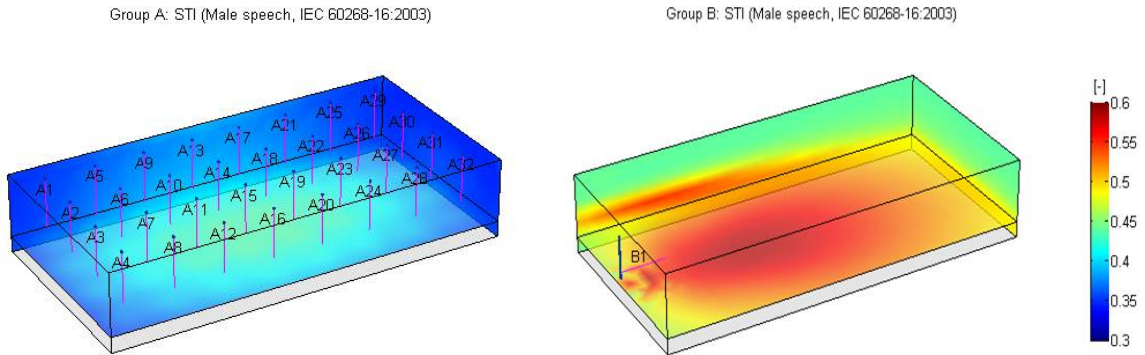 Group A: STI (Male speech, IEC 60268-16:2003)
Group B: STI (Male speech, IEC 60268-16:2003)
A29
A25
A30
A21
A26
A31
A17
A22
A27
A32
A13
A18
A23
A28
A9
A14
A19
A24
A5
A10
A15
A20
A1
A6
A11
A16
A2
A7
A12
A3
A8
A4
B1
[-]
0.6
0.55
0.5
0.45
0.4
0.35
0.3